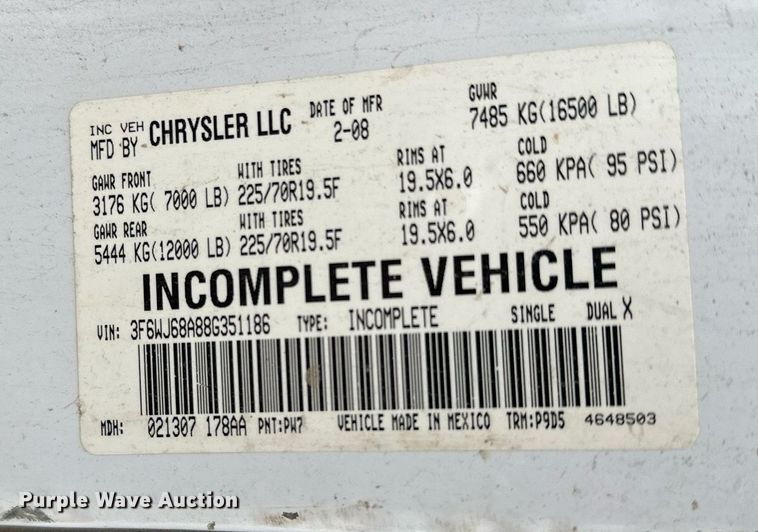 INC VEH MFD BY CHRYSLER LLC DATE OF MFR 2-08 GVWR 7485 KG(16500 LB)
GAWR FRONT WITH TIRES RIMS AT COLD
3176 KG( 7000 LB) 225/70R19.5F 19.5X6.0 660 KPA( 95 PSI)
GAWR REAR WITH TIRES RIMS AT COLD
5444 KG(12000 LB) 225/70R19.5F 19.5X6.0 550 KPA( 80 PSI)
INCOMPLETE VEHICLE
VIN: 3F6WJ68A88G351186 TYPE: INCOMPLETE SINGLE DUAL X
MDH: 021307 178AA PNT:PW7 VEHICLE MADE IN MEXICO TRM:P9D5 4648503
Purple Wave Auction